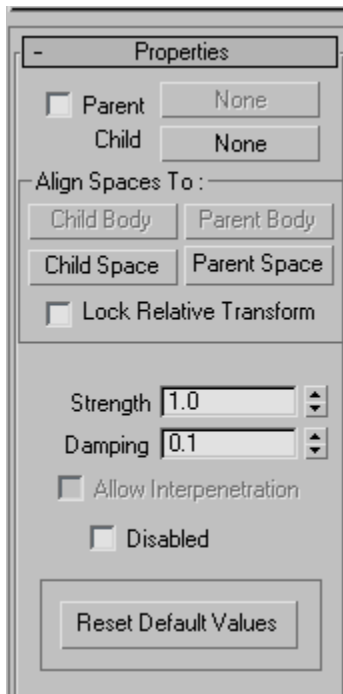 - Properties
Parent None
Child None
Align Spaces To :
Child Body Parent Body
Child Space Parent Space
Lock Relative Transform
Strength 1.0
Damping 0.1
Allow Interpenetration
Disabled
Reset Default Values